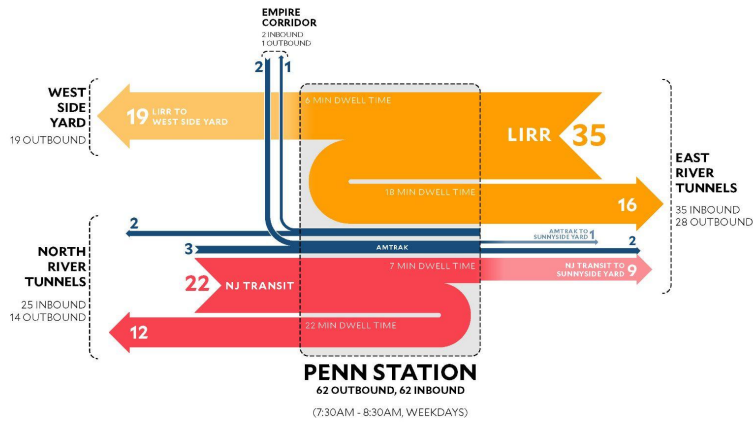 EMPIRE
CORRIDOR
2 INBOUND
1 OUTBOUND
2
1
WEST
SIDE
YARD
19 OUTBOUND
19
LIRR TO
WEST SIDE YARD
6 MIN DWELL TIME
LIRR
35
18 MIN DWELL TIME
16
EAST
RIVER
TUNNELS
35 INBOUND
28 OUTBOUND
2
AMTRAK TO
SUNNYSIDE YARD
1
2
3
AMTRAK
NORTH
RIVER
TUNNELS
25 INBOUND
14 OUTBOUND
22
NJ TRANSIT
7 MIN DWELL TIME
NJ TRANSIT TO
SUNNYSIDE YARD
9
12
22 MIN DWELL TIME
PENN STATION
62 OUTBOUND, 62 INBOUND
(7:30AM - 8:30AM, WEEKDAYS)